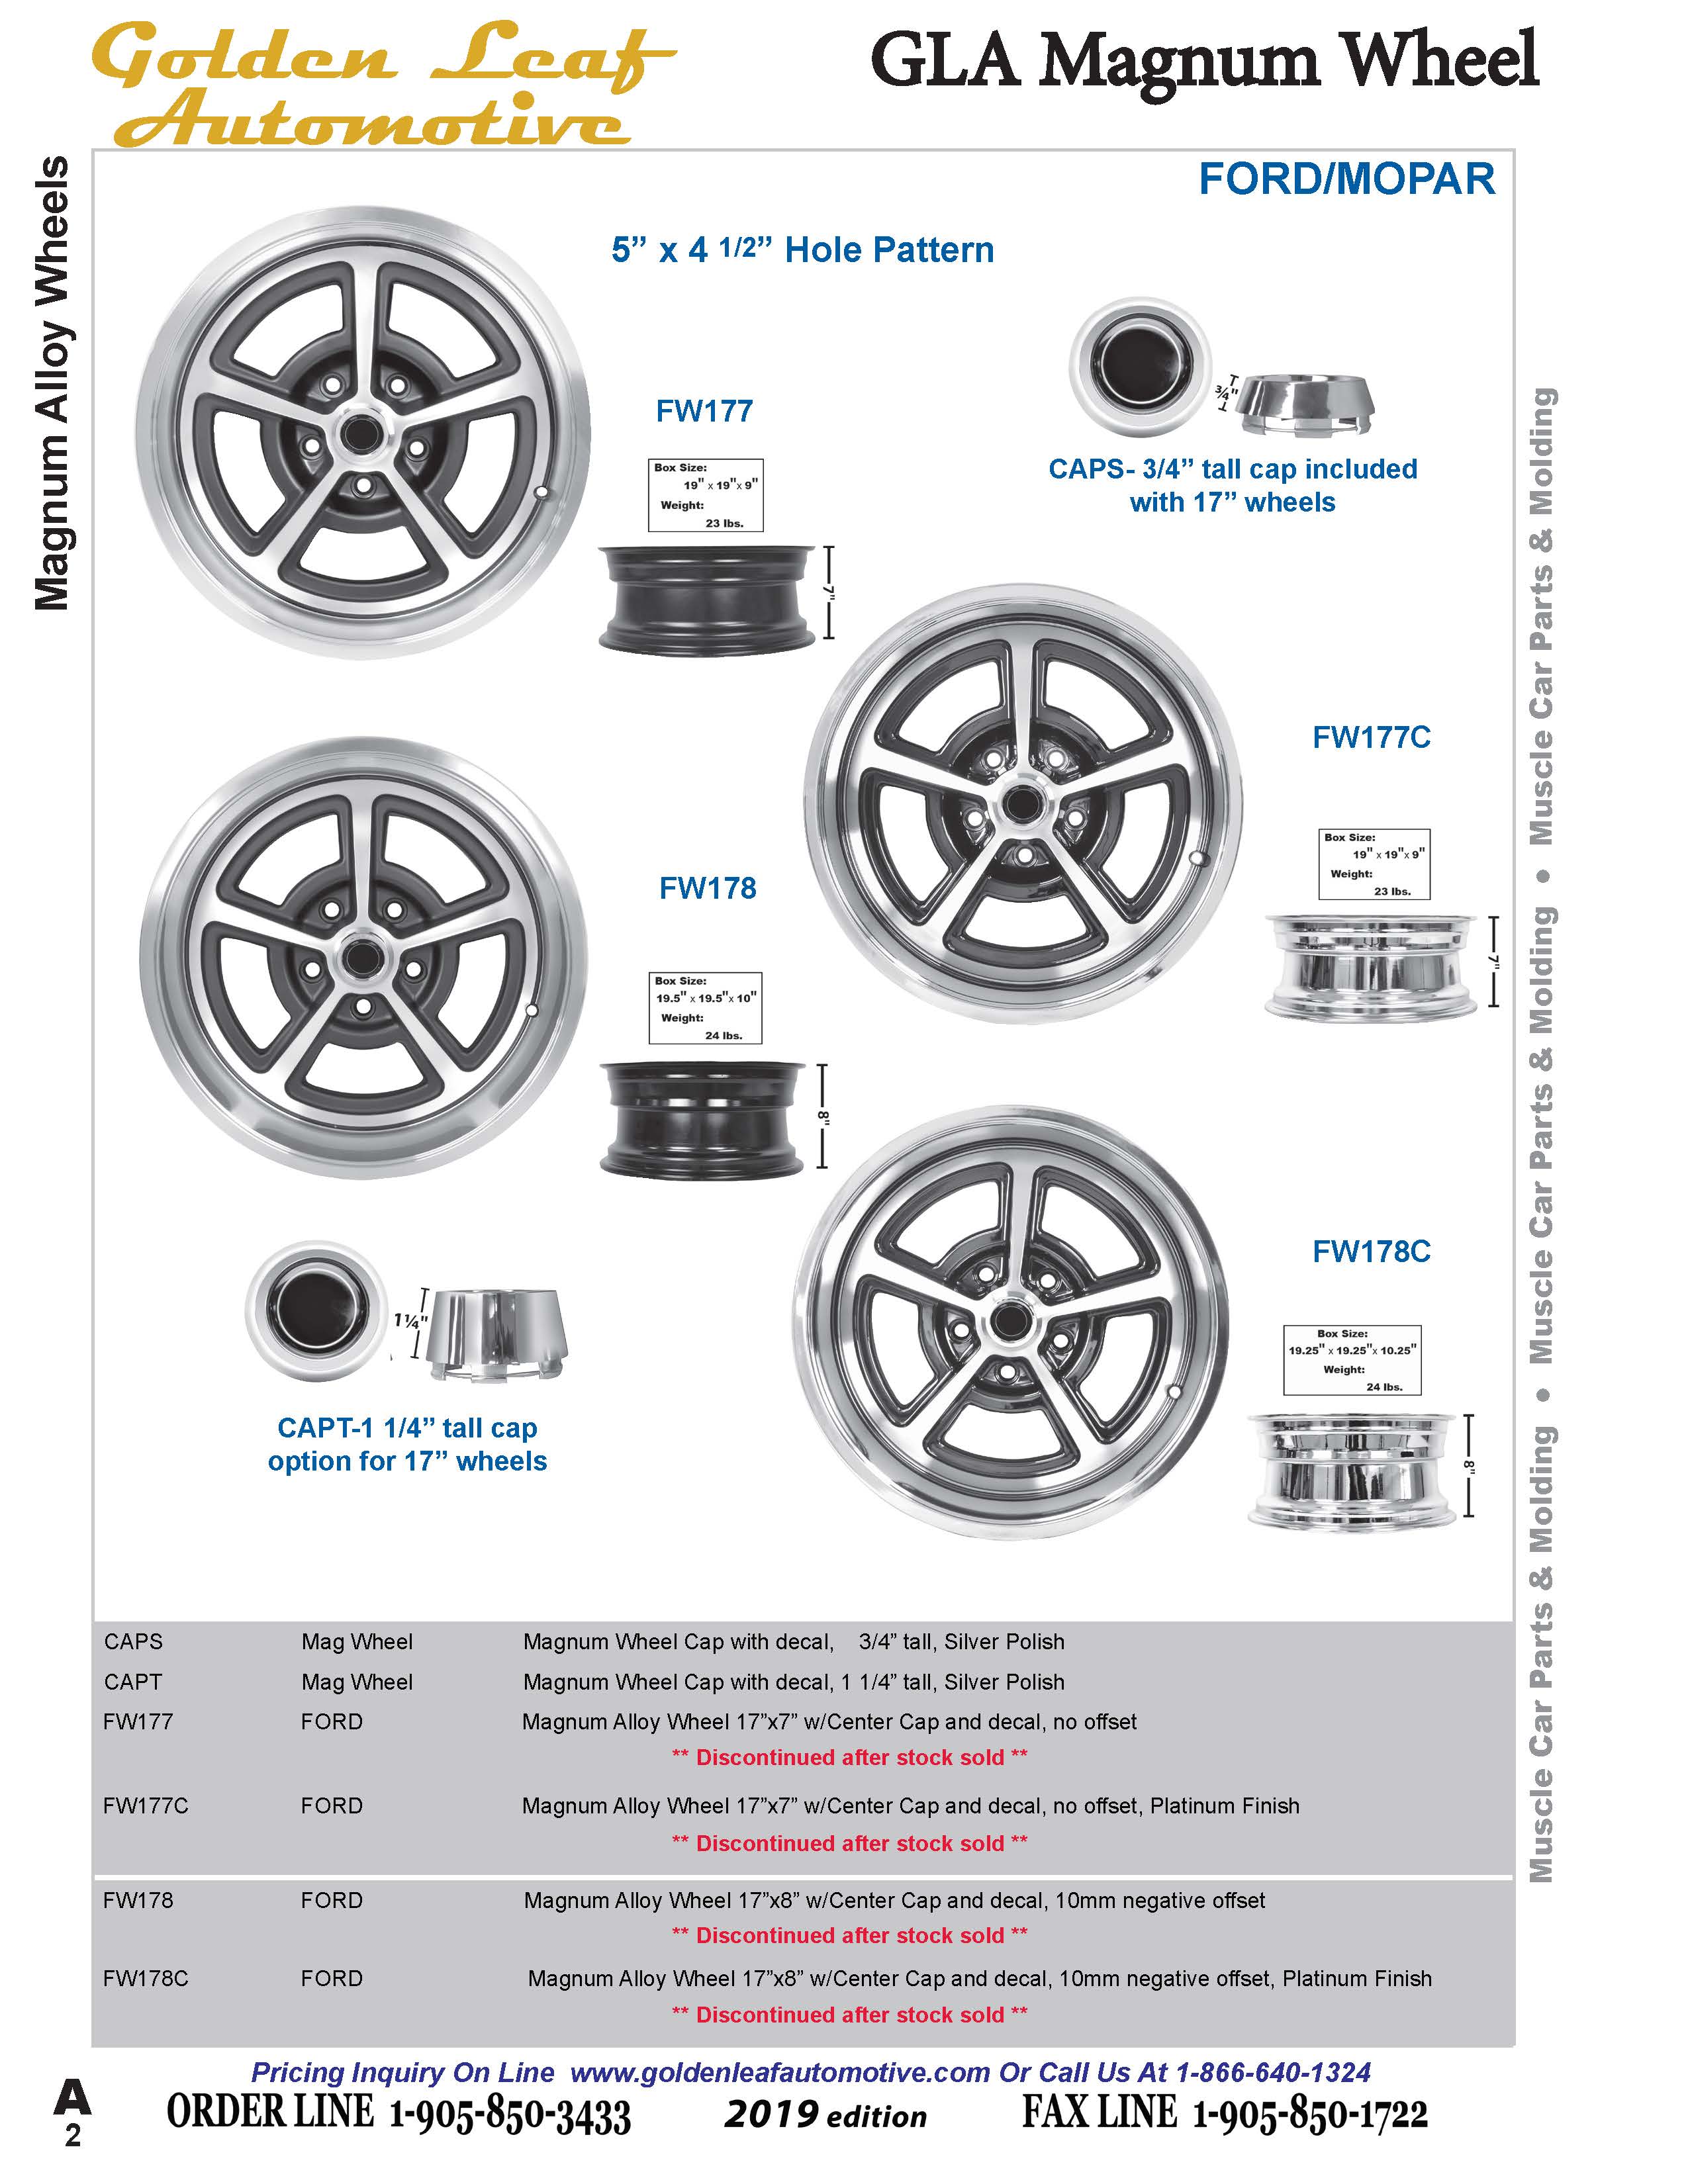 Golden Leaf
Automotive
GLA Magnum Wheel
Magnum Alloy Wheels
FORD/MOPAR
5” x 4 1/2” Hole Pattern
FW177
Box Size:
19" x 19" x 9"
Weight:
23 lbs.
7"
3/4"
CAPS- 3/4” tall cap included
with 17” wheels
FW177C
Box Size:
19" x 19" x 9"
Weight:
23 lbs.
7"
FW178
Box Size:
19.5" x 19.5" x 10"
Weight:
24 lbs.
8"
FW178C
Box Size:
19.25" x 19.25" x 10.25"
Weight:
24 lbs.
8"
1¼"
CAPT-1 1/4” tall cap
option for 17” wheels
Muscle Car Parts & Molding • Muscle Car Parts & Molding • Muscle Car Parts & Molding
CAPS Mag Wheel Magnum Wheel Cap with decal, 3/4” tall, Silver Polish
CAPT Mag Wheel Magnum Wheel Cap with decal, 1 1/4” tall, Silver Polish
FW177 FORD Magnum Alloy Wheel 17”x7” w/Center Cap and decal, no offset
** Discontinued after stock sold **
FW177C FORD Magnum Alloy Wheel 17”x7” w/Center Cap and decal, no offset, Platinum Finish
** Discontinued after stock sold **
FW178 FORD Magnum Alloy Wheel 17”x8” w/Center Cap and decal, 10mm negative offset
** Discontinued after stock sold **
FW178C FORD Magnum Alloy Wheel 17”x8” w/Center Cap and decal, 10mm negative offset, Platinum Finish
** Discontinued after stock sold **
Pricing Inquiry On Line www.goldenleafautomotive.com Or Call Us At 1-866-640-1324
A
2
ORDER LINE 1-905-850-3433 2019 edition FAX LINE 1-905-850-1722